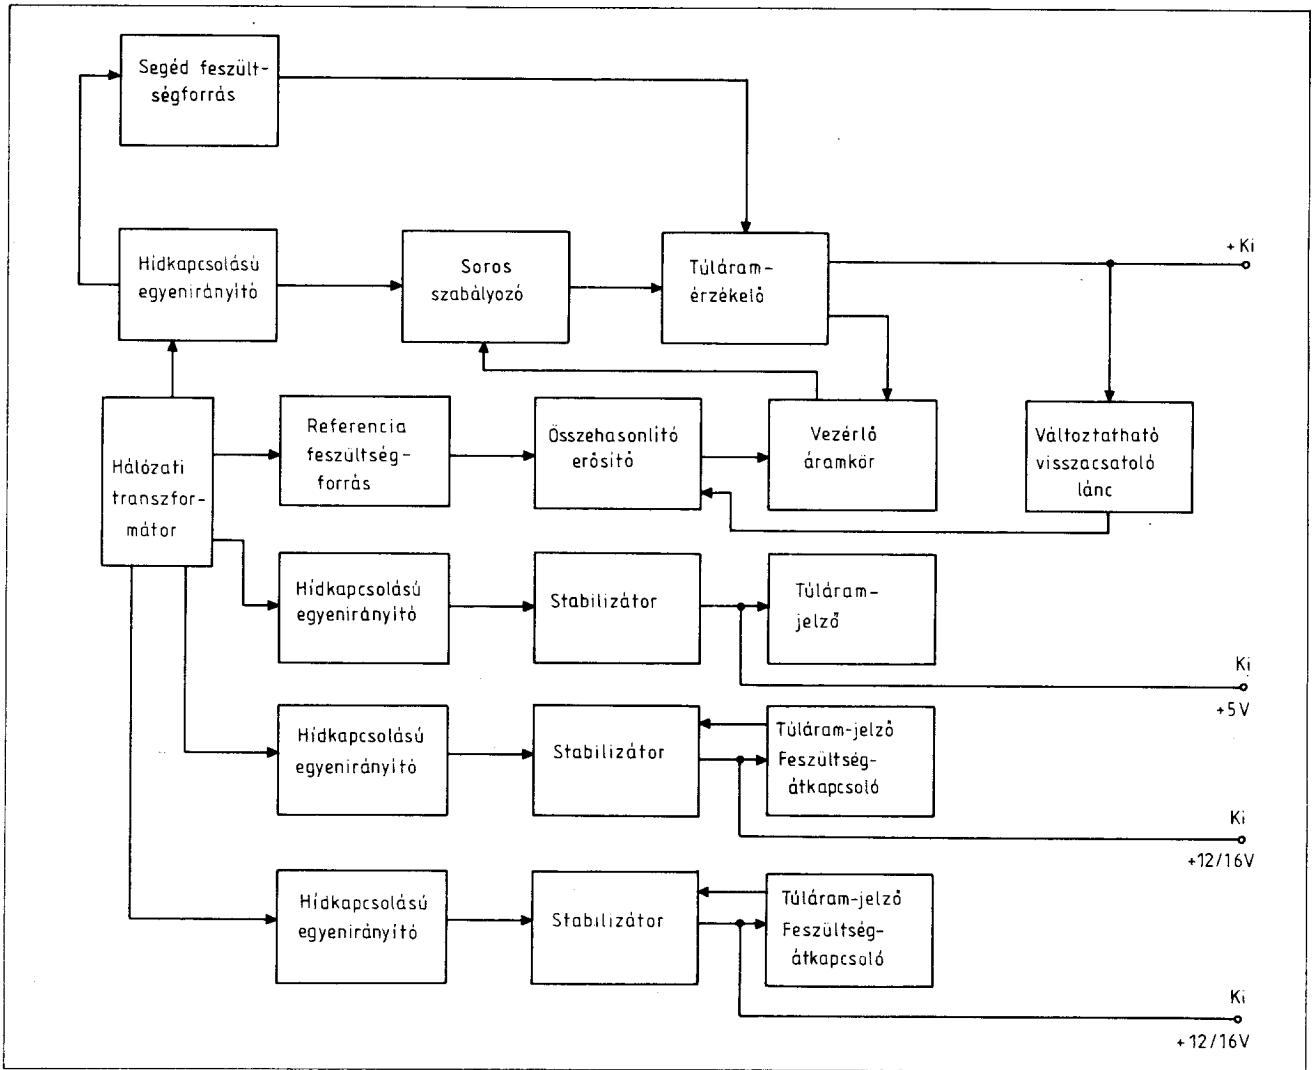 Segéd feszült-
ségforrás
Hídkapcsolású
egyenirányító
Soros
szabályozó
Túláram-
érzékelő
+ Ki
Hálózati
transzfor-
mátor
Referencia
feszültség-
forrás
Összehasonlító
erősítő
Vezérlő
áramkör
Változtatható
visszacsatoló
lánc
Hídkapcsolású
egyenirányító
Stabilizátor
Túláram-
jelző
Ki
+5V
Hídkapcsolású
egyenirányító
Stabilizátor
Túláram-jelző
Feszültség-
átkapcsoló
Ki
+12/16V
Hídkapcsolású
egyenirányító
Stabilizátor
Túláram-jelző
Feszültség-
átkapcsoló
Ki
+12/16V